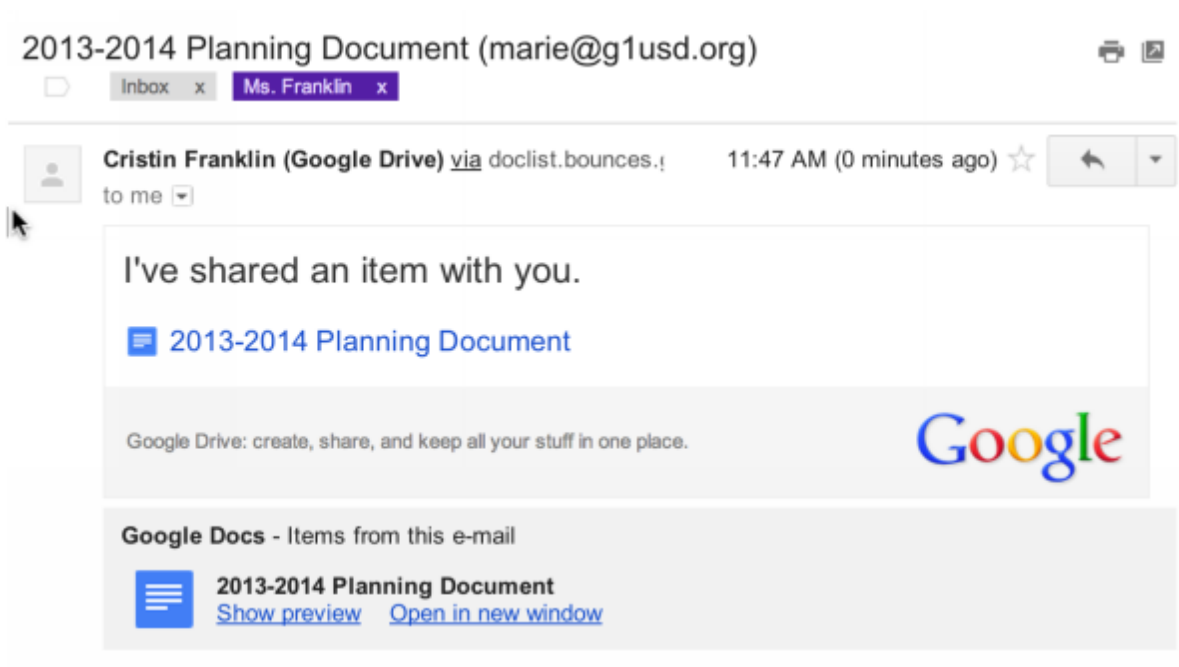 2013-2014 Planning Document (marie@g1usd.org)
Inbox x Ms. Franklin x
Cristin Franklin (Google Drive) via doclist.bounces.g 11:47 AM (0 minutes ago)
to me
I've shared an item with you.
2013-2014 Planning Document
Google Drive: create, share, and keep all your stuff in one place.
Google
Google Docs - Items from this e-mail
2013-2014 Planning Document
Show preview Open in new window